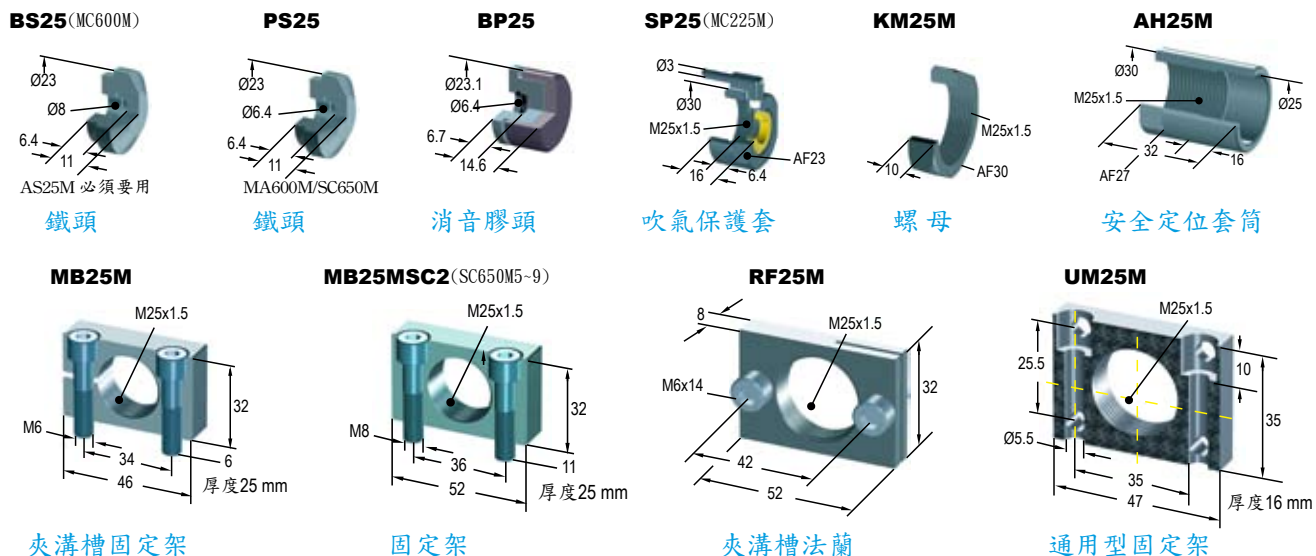 BS25(MC600M)
Ø23
Ø8
6.4
11
AS25M 必須要用
鐵頭
PS25
Ø23
Ø6.4
6.4
11
MA600M/SC650M
鐵頭
BP25
Ø23.1
Ø6.4
6.7
14.6
消音膠頭
SP25(MC225M)
Ø3
Ø30
M25x1.5
AF23
16
6.4
吹氣保護套
KM25M
M25x1.5
10
AF30
螺母
AH25M
Ø30
Ø25
M25x1.5
32
16
AF27
安全定位套筒
MB25M
M25x1.5
32
M6
34
6
46
厚度25 mm
夾溝槽固定架
MB25MSC2(SC650M5~9)
M25x1.5
32
M8
36
11
52
厚度25 mm
固定架
RF25M
8
M25x1.5
M6x14
32
42
52
夾溝槽法蘭
UM25M
M25x1.5
25.5
10
35
Ø5.5
35
47
厚度16 mm
通用型固定架